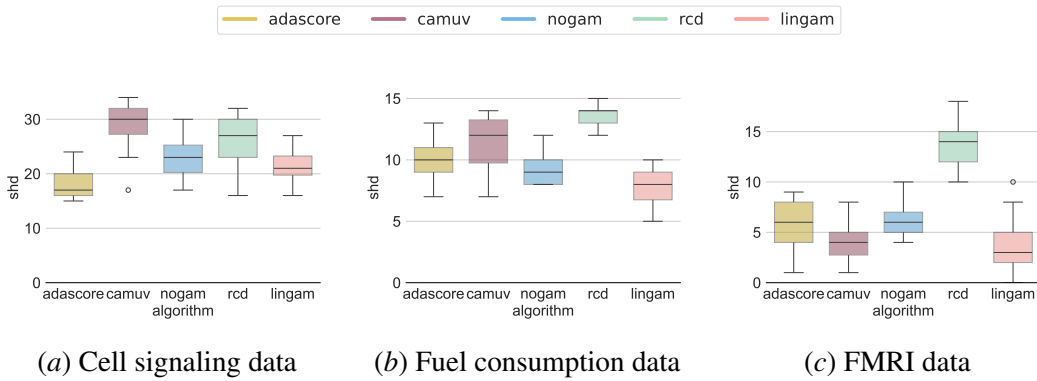 adascore camuv nogam rcd lingam
shd
30
20
10
0
adascore camuv nogam rcd lingam
algorithm
(a) Cell signaling data
shd
15
10
5
0
adascore camuv nogam rcd lingam
algorithm
(b) Fuel consumption data
shd
15
10
5
0
adascore camuv nogam rcd lingam
algorithm
(c) FMRI data